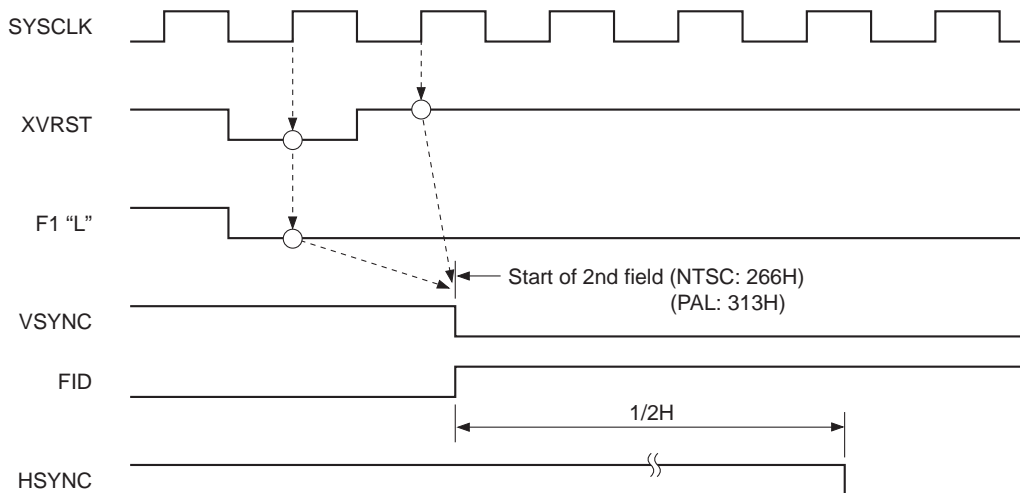 SYSCLK
XVRST
F1 “L”
Start of 2nd field (NTSC: 266H)
(PAL: 313H)
VSYNC
FID
1/2H
HSYNC